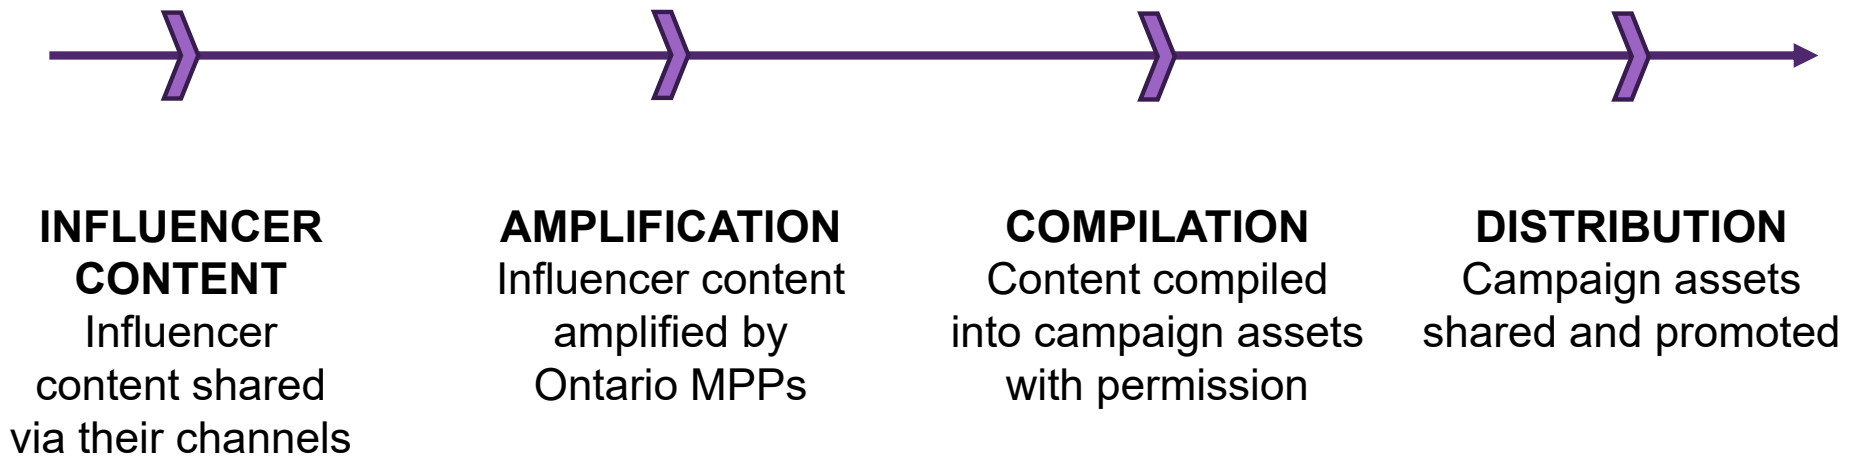 INFLUENCER
CONTENT
Influencer
content shared
via their channels
AMPLIFICATION
Influencer content
amplified by
Ontario MPPs
COMPILATION
Content compiled
into campaign assets
with permission
DISTRIBUTION
Campaign assets
shared and promoted